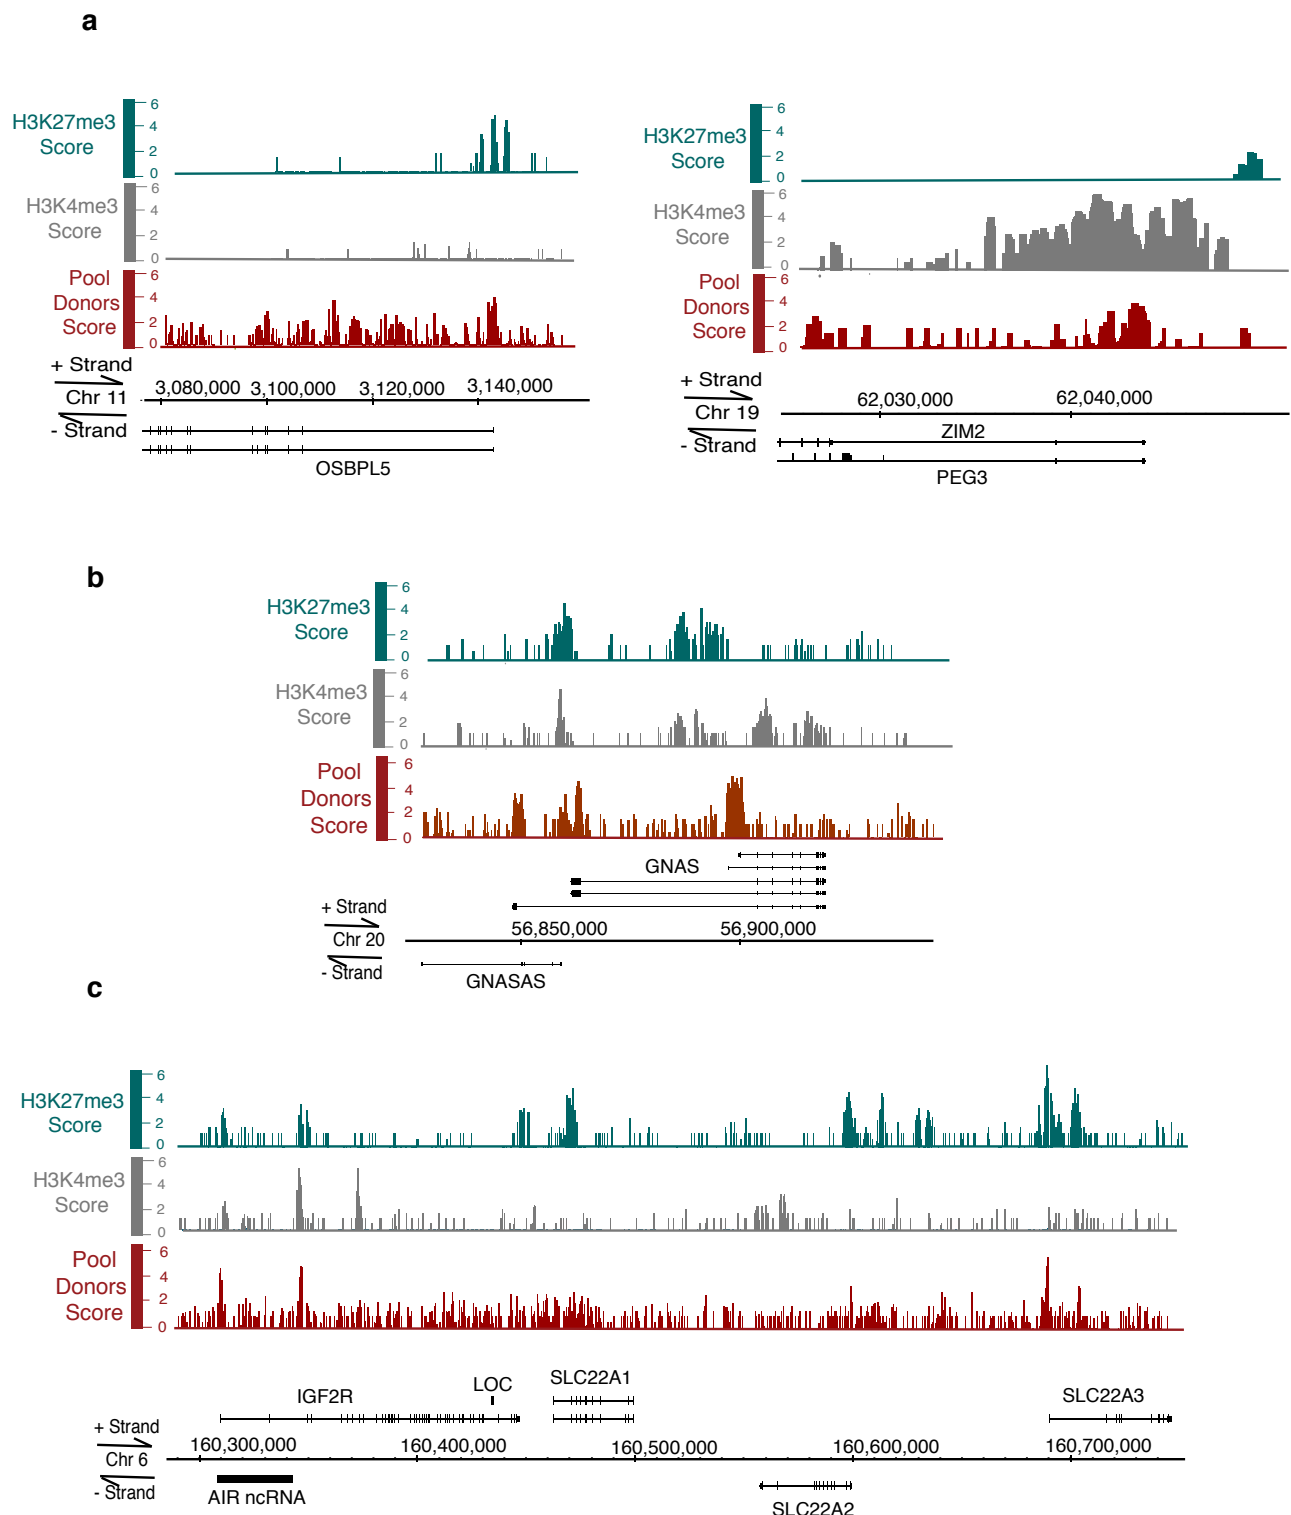 a
H3K27me3
Score
6
4
2
0
H3K4me3
Score
6
4
2
0
Pool
Donors
Score
6
4
2
0
+ Strand
Chr 11
- Strand
3,080,000 3,100,000 3,120,000 3,140,000
OSBPL5
H3K27me3
Score
6
4
2
0
H3K4me3
Score
6
4
2
0
Pool
Donors
Score
6
4
2
0
+ Strand
Chr 19
- Strand
62,030,000 62,040,000
ZIM2
PEG3
b
H3K27me3
Score
6
4
2
0
H3K4me3
Score
6
4
2
0
Pool
Donors
Score
6
4
2
0
GNAS
+ Strand
Chr 20
- Strand
56,850,000 56,900,000
GNASAS
c
H3K27me3
Score
6
4
2
0
H3K4me3
Score
6
4
2
0
Pool
Donors
Score
6
4
2
0
LOC
SLC22A1
IGF2R
SLC22A3
+ Strand
Chr 6
- Strand
160,300,000 160,400,000 160,500,000 160,600,000 160,700,000
AIR ncRNA
SLC22A2